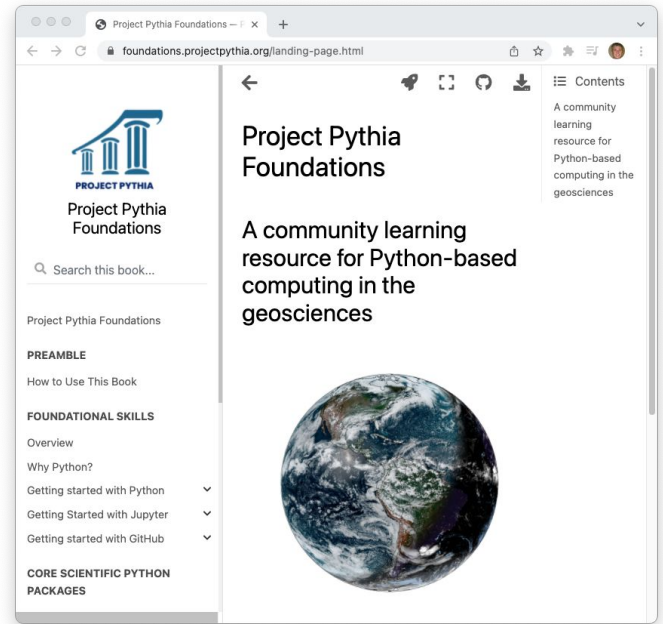 Project Pythia Foundations — F
foundations.projectpythia.org/landing-page.html
PROJECT PYTHIA
Project Pythia
Foundations
Search this book...
Project Pythia Foundations
PREAMBLE
How to Use This Book
FOUNDATIONAL SKILLS
Overview
Why Python?
Getting started with Python
Getting Started with Jupyter
Getting started with GitHub
CORE SCIENTIFIC PYTHON
PACKAGES
Project Pythia
Foundations
A community learning
resource for Python-based
computing in the
geosciences
Contents
A community
learning
resource for
Python-based
computing in the
geosciences